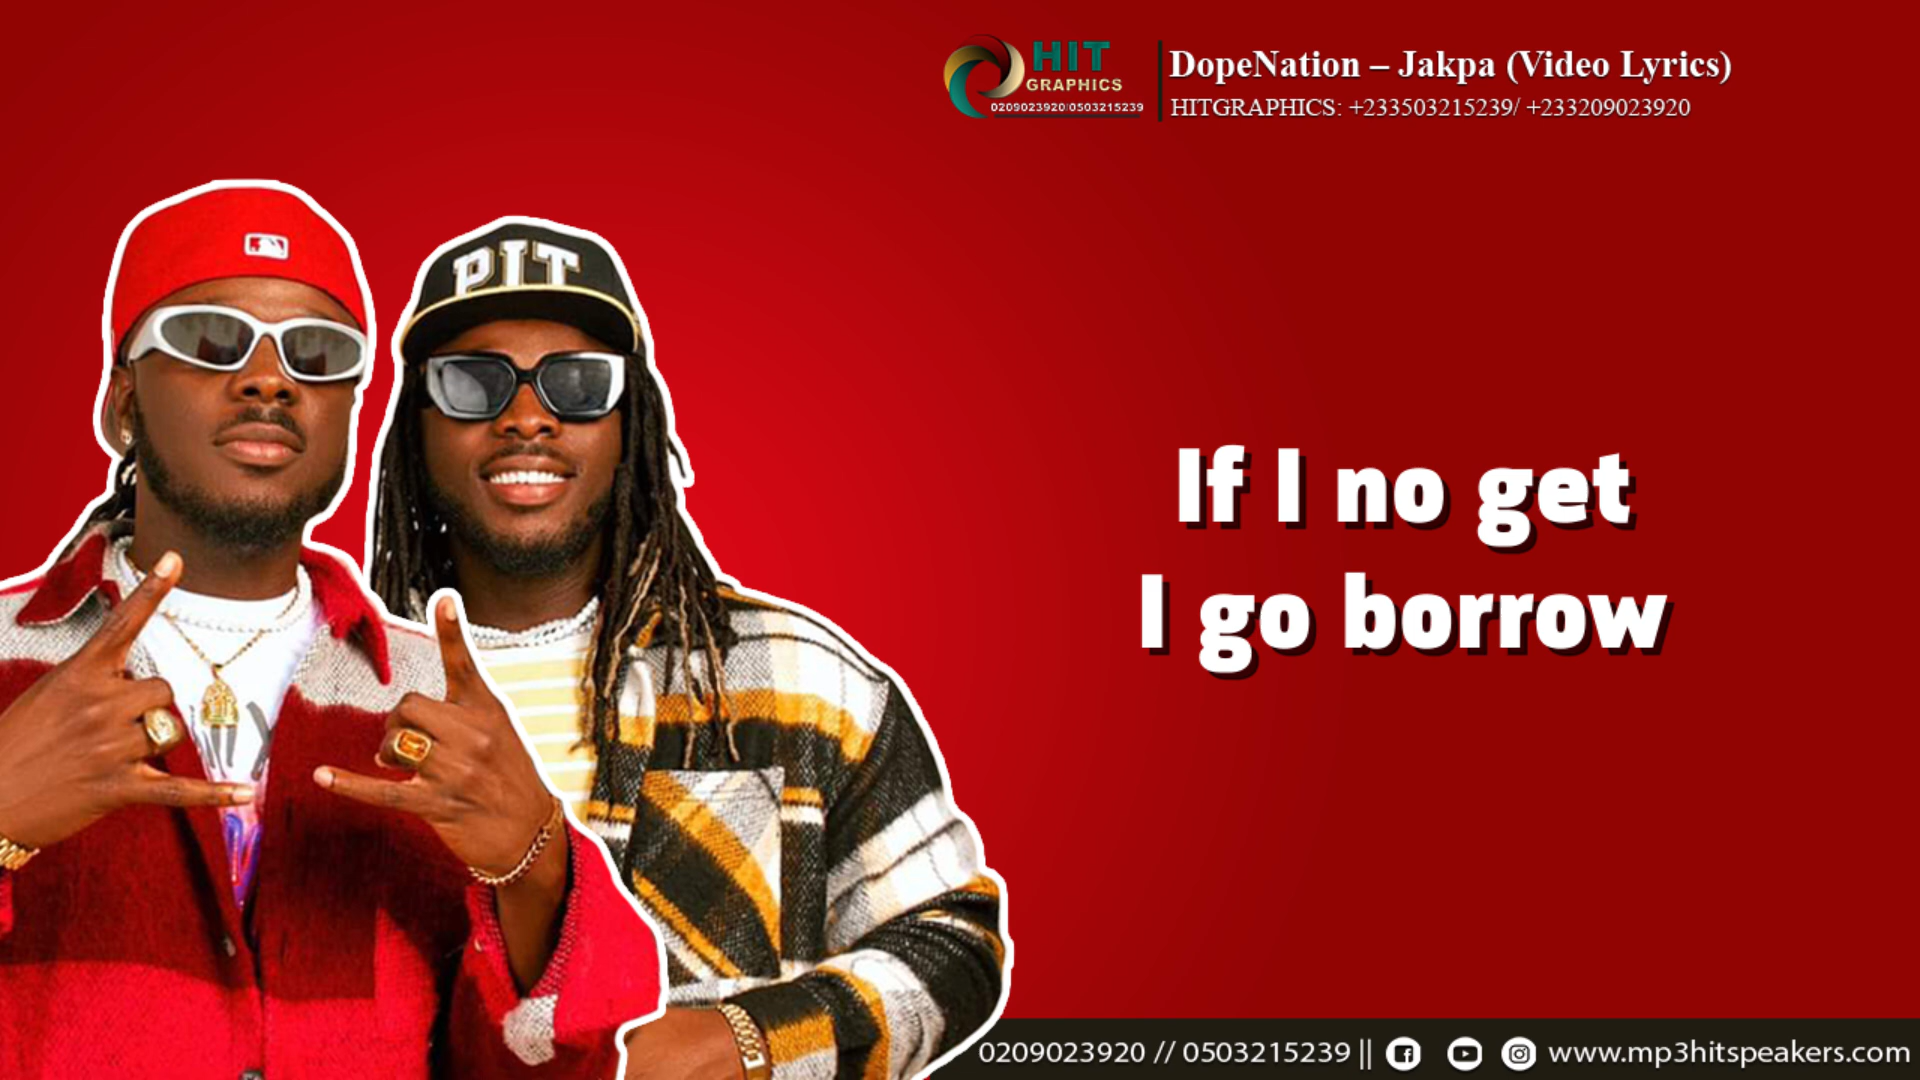 HIT
GRAPHICS
0209023920|0503215239
DopeNation – Jakpa (Video Lyrics)
HITGRAPHICS: +233503215239/ +233209023920
PIT
If I no get
I go borrow
0209023920 // 0503215239 || www.mp3hitspeakers.com